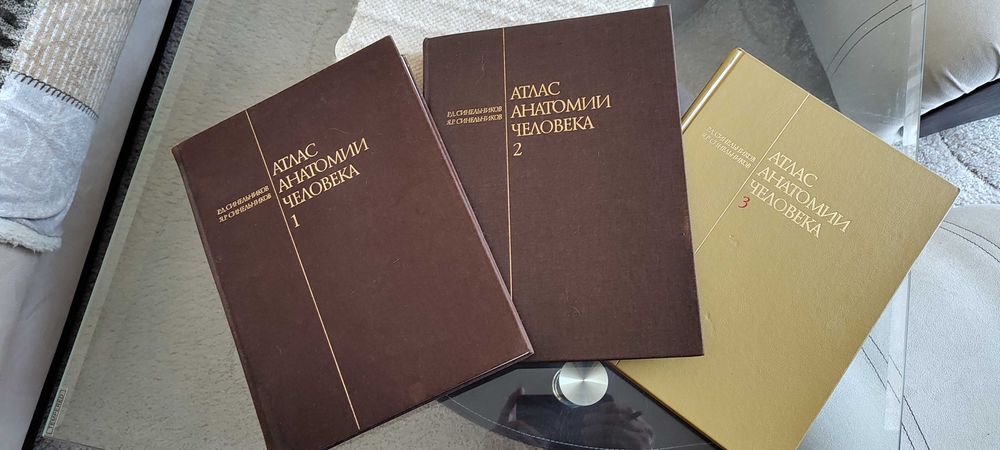 Р.Д. СИНЕЛЬНИКОВ
Я.Р. СИНЕЛЬНИКОВ
АТЛАС
АНАТОМИИ
ЧЕЛОВЕКА
1
Р.Д. СИНЕЛЬНИКОВ
Я.Р. СИНЕЛЬНИКОВ
АТЛАС
АНАТОМИИ
ЧЕЛОВЕКА
2
Р.Д. СИНЕЛЬНИКОВ
Я.Р. СИНЕЛЬНИКОВ
АТЛАС
АНАТОМИИ
ЧЕЛОВЕКА
3